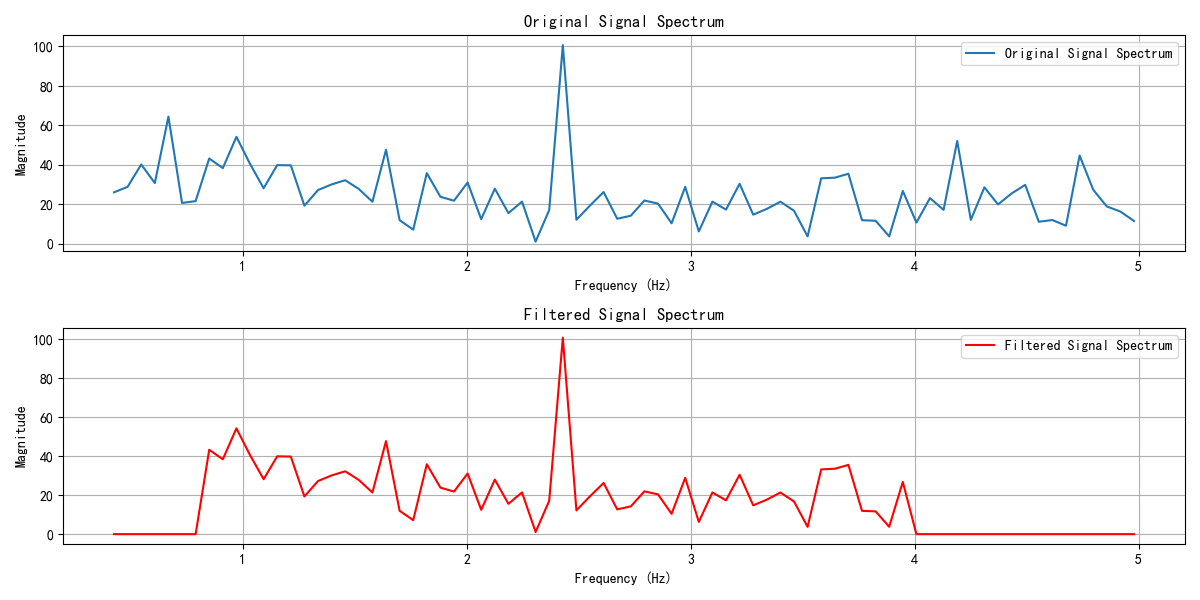 Original Signal Spectrum
100
80
60
40
20
0
Magnitude
Original Signal Spectrum
1
2
3
4
5
Frequency (Hz)
Filtered Signal Spectrum
100
80
60
40
20
0
Magnitude
Filtered Signal Spectrum
1
2
3
4
5
Frequency (Hz)